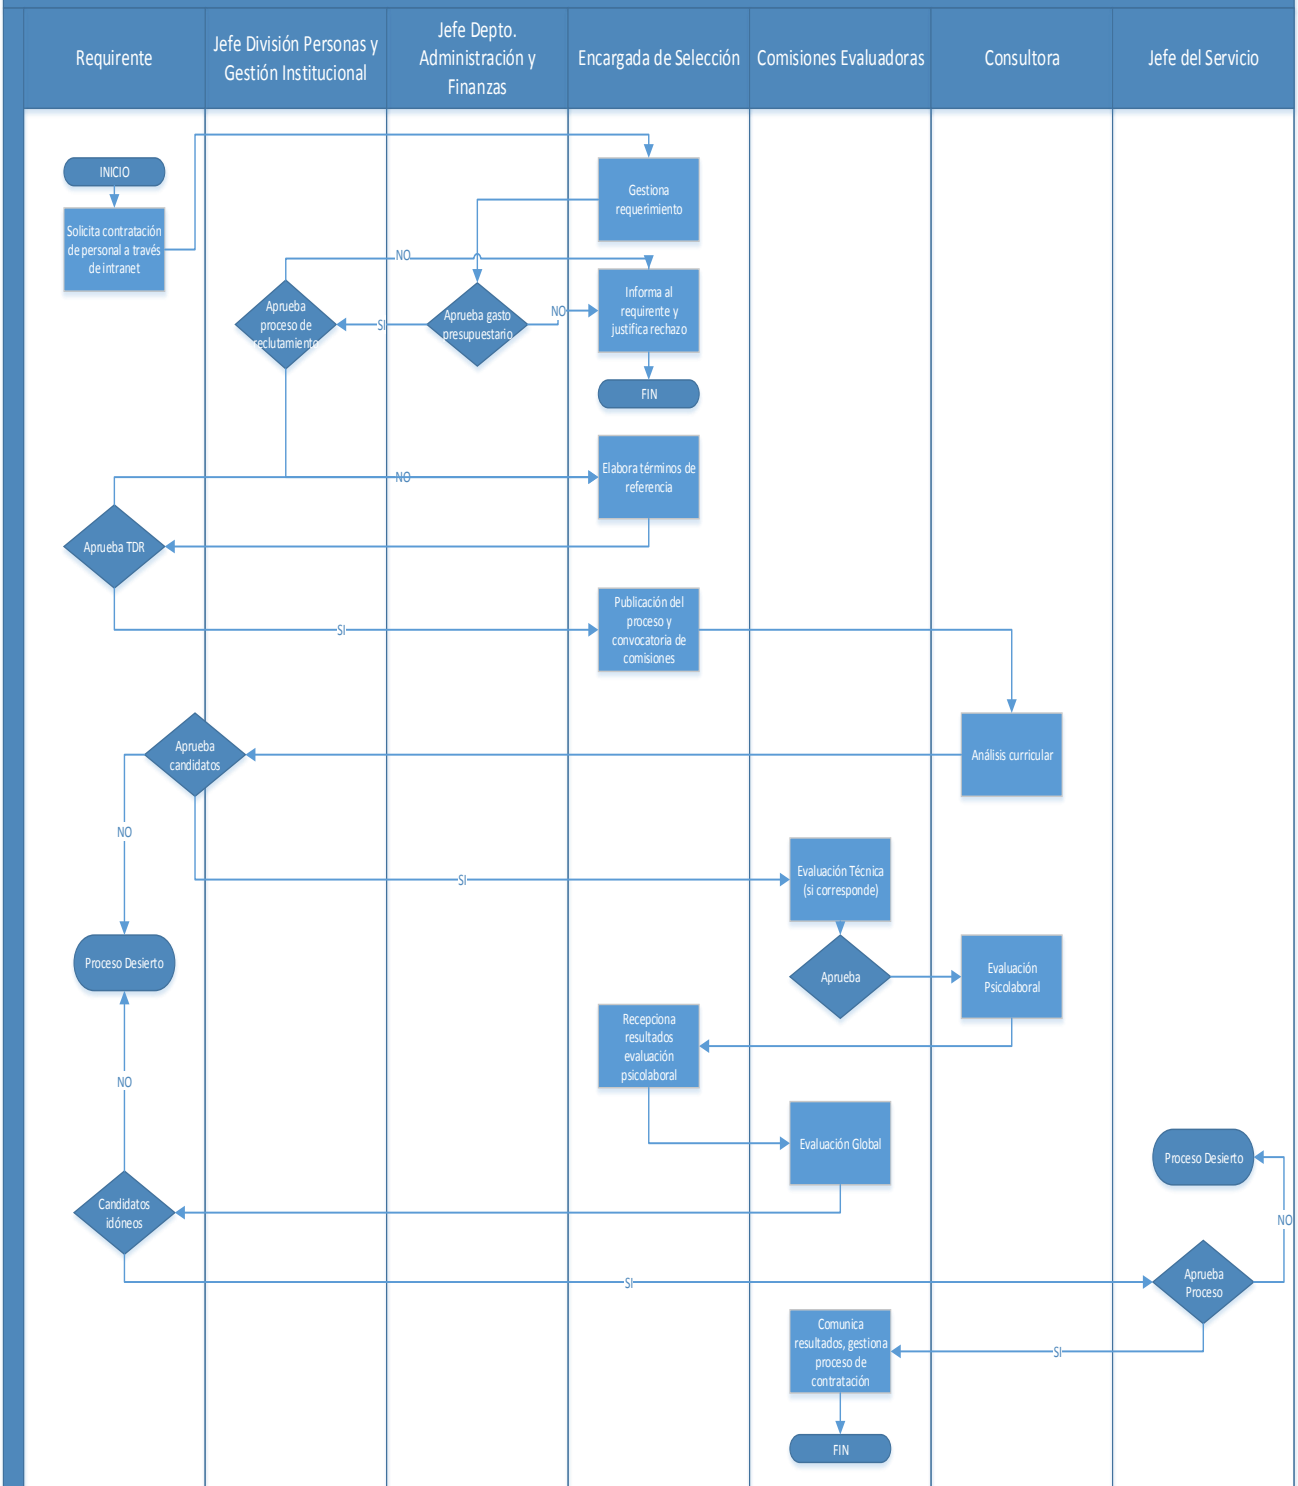 Requirente
Jefe División Personas y
Gestión Institucional
Jefe Depto.
Administración y
Finanzas
Encargada de Selección
Comisiones Evaluadoras
Consultora
Jefe del Servicio
INICIO
Solicita contratación
de personal a través
de intranet
Gestiona
requerimiento
NO
Aprueba
proceso de
reclutamiento
SI
Aprueba gasto
presupuestario
NO
Informa al
requirente y
justifica rechazo
FIN
Elabora términos de
referencia
NO
Aprueba TDR
SI
Publicación del
proceso y
convocatoria de
comisiones
Aprueba
candidatos
Análisis curricular
NO
SI
Evaluación Técnica
(si corresponde)
Proceso Desierto
Aprueba
Evaluación
Psicolaboral
Recepciona
resultados
evaluación
psicolaboral
NO
Evaluación Global
Proceso Desierto
Candidatos
idóneos
NO
SI
Aprueba
Proceso
Comunica
resultados, gestiona
proceso de
contratación
SI
FIN